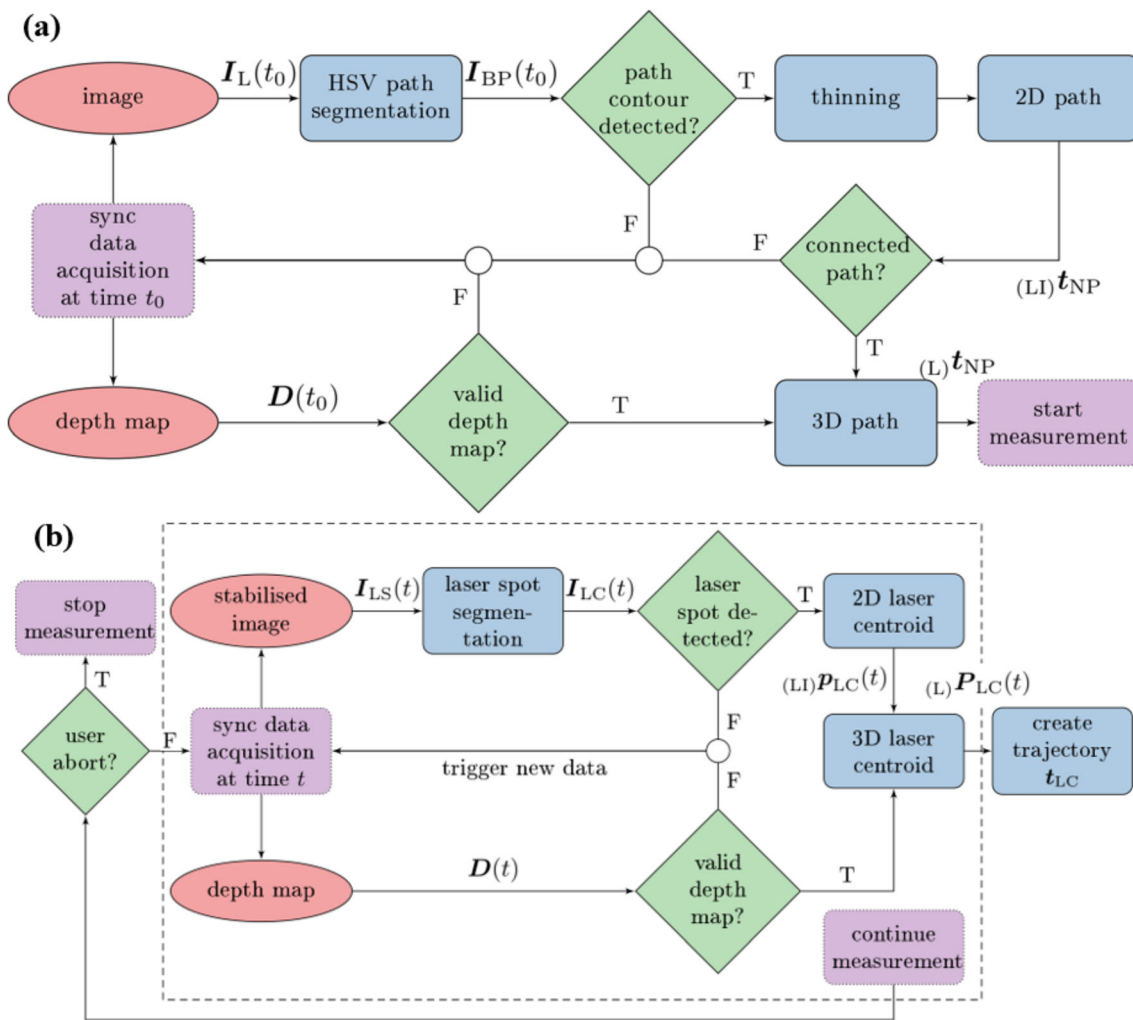 (a)
image
I_L(t_0)
HSV path
segmentation
I_BP(t_0)
path
contour
detected?
T
thinning
2D path
F
sync
data
acquisition
at time t_0
F
F
connected
path?
(LI) t_NP
T
depth map
D(t_0)
valid
depth
map?
T
3D path
(L) t_NP
start
measurement
(b)
stop
measurement
T
user
abort?
F
stabilised
image
I_LS(t)
laser spot
segmen-
tation
I_LC(t)
laser
spot de-
tected?
T
2D laser
centroid
(LI) p_LC(t)
(L) P_LC(t)
F
sync data
acquisition
at time t
trigger new data
F
3D laser
centroid
create
trajectory
t_LC
depth map
D(t)
valid
depth
map?
T
continue
measurement